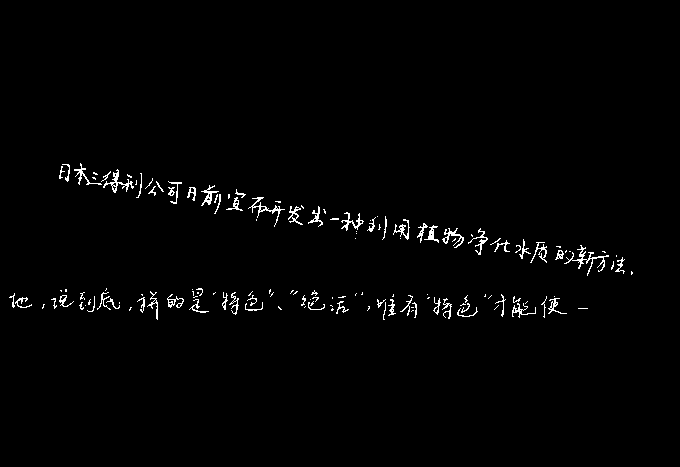 日本三得利公司日前宣布开发出一种利用植物净化水质的新方法.
地,说到底,拼的是“特色”、“绝活”,唯有“特色”才能使一